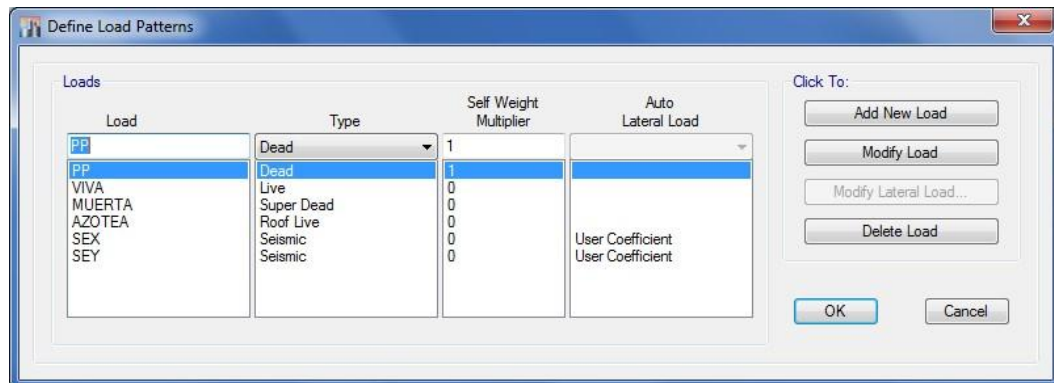 Define Load Patterns
Loads
Click To:
Load Type Self Weight Multiplier Auto Lateral Load
PP Dead 1
PP Dead 1
VIVA Live 0
MUERTA Super Dead 0
AZOTEA Roof Live 0
SEX Seismic 0 User Coefficient
SEY Seismic 0 User Coefficient
Add New Load
Modify Load
Modify Lateral Load...
Delete Load
OK Cancel